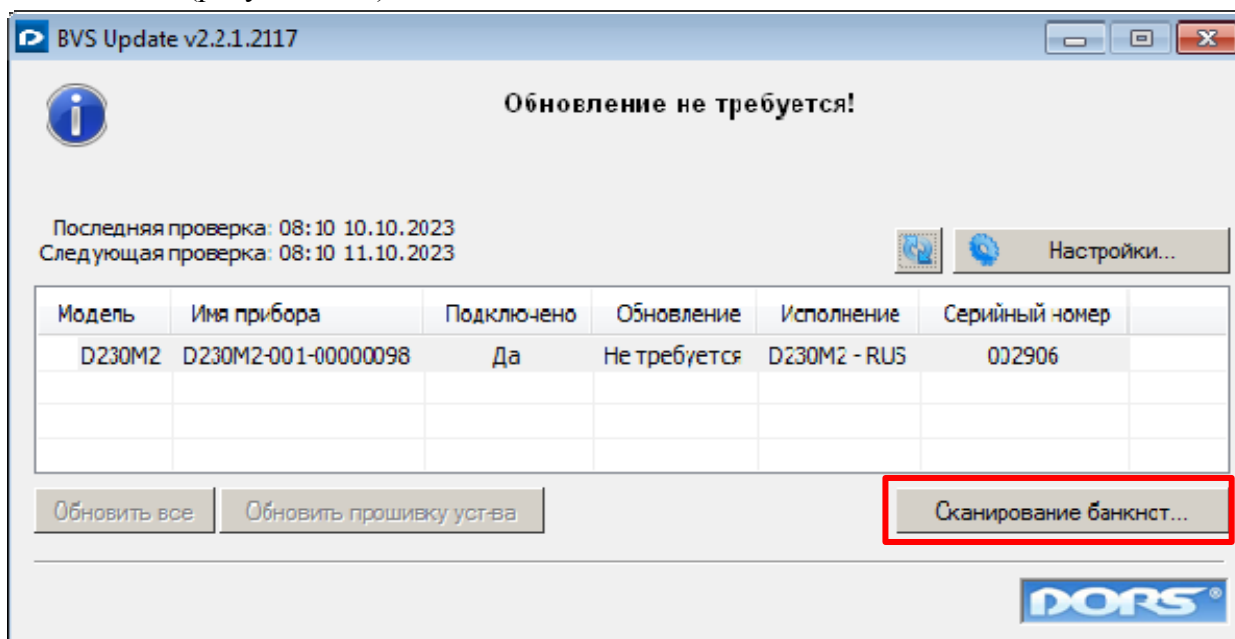 BVS Update v2.2.1.2117
Обновление не требуется!
Последняя проверка: 08:10 10.10.2023
Следующая проверка: 08:10 11.10.2023
Настройки...
Модель Имя прибора Подключено Обновление Исполнение Серийный номер
D230M2 D230M2-001-00000098 Да Не требуется D230M2 - RUS 002906
Обновить все Обновить прошивку уст-ва Сканирование банкнот...
DORS®